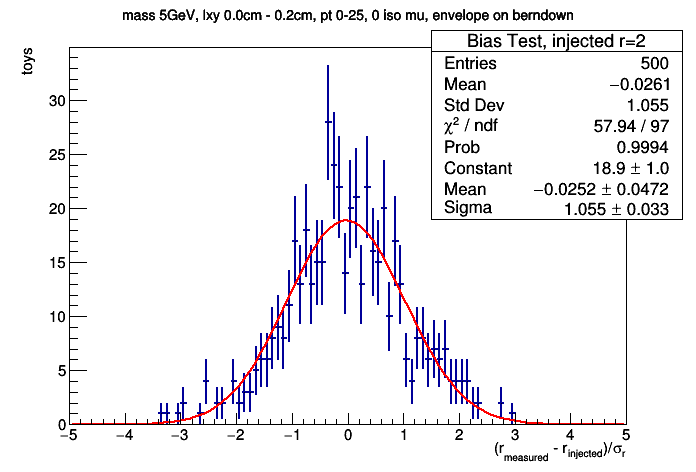 mass 5GeV, lxy 0.0cm - 0.2cm, pt 0-25, 0 iso mu, envelope on berndown
Bias Test, injected r=2
Entries 500
Mean −0.0261
Std Dev 1.055
χ² / ndf 57.94 / 97
Prob 0.9994
Constant 18.9 ± 1.0
Mean −0.0252 ± 0.0472
Sigma 1.055 ± 0.033
toys
30
25
20
15
10
5
0
−5 −4 −3 −2 −1 0 1 2 3 4 5
(r_measured - r_injected)/σ_r